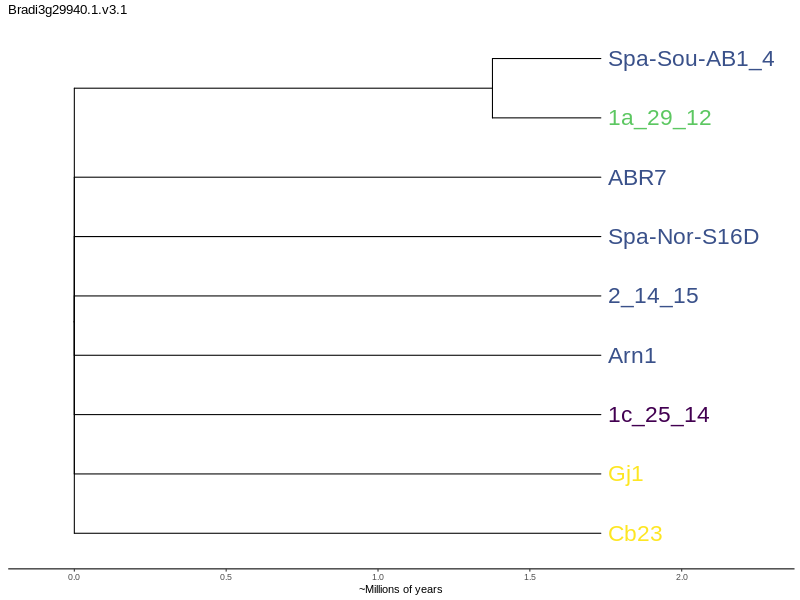 Bradi3g29940.1.v3.1
Spa-Sou-AB1_4
1a_29_12
ABR7
Spa-Nor-S16D
2_14_15
Arn1
1c_25_14
Gj1
Cb23
0.0 0.5 1.0 1.5 2.0
~Millions of years